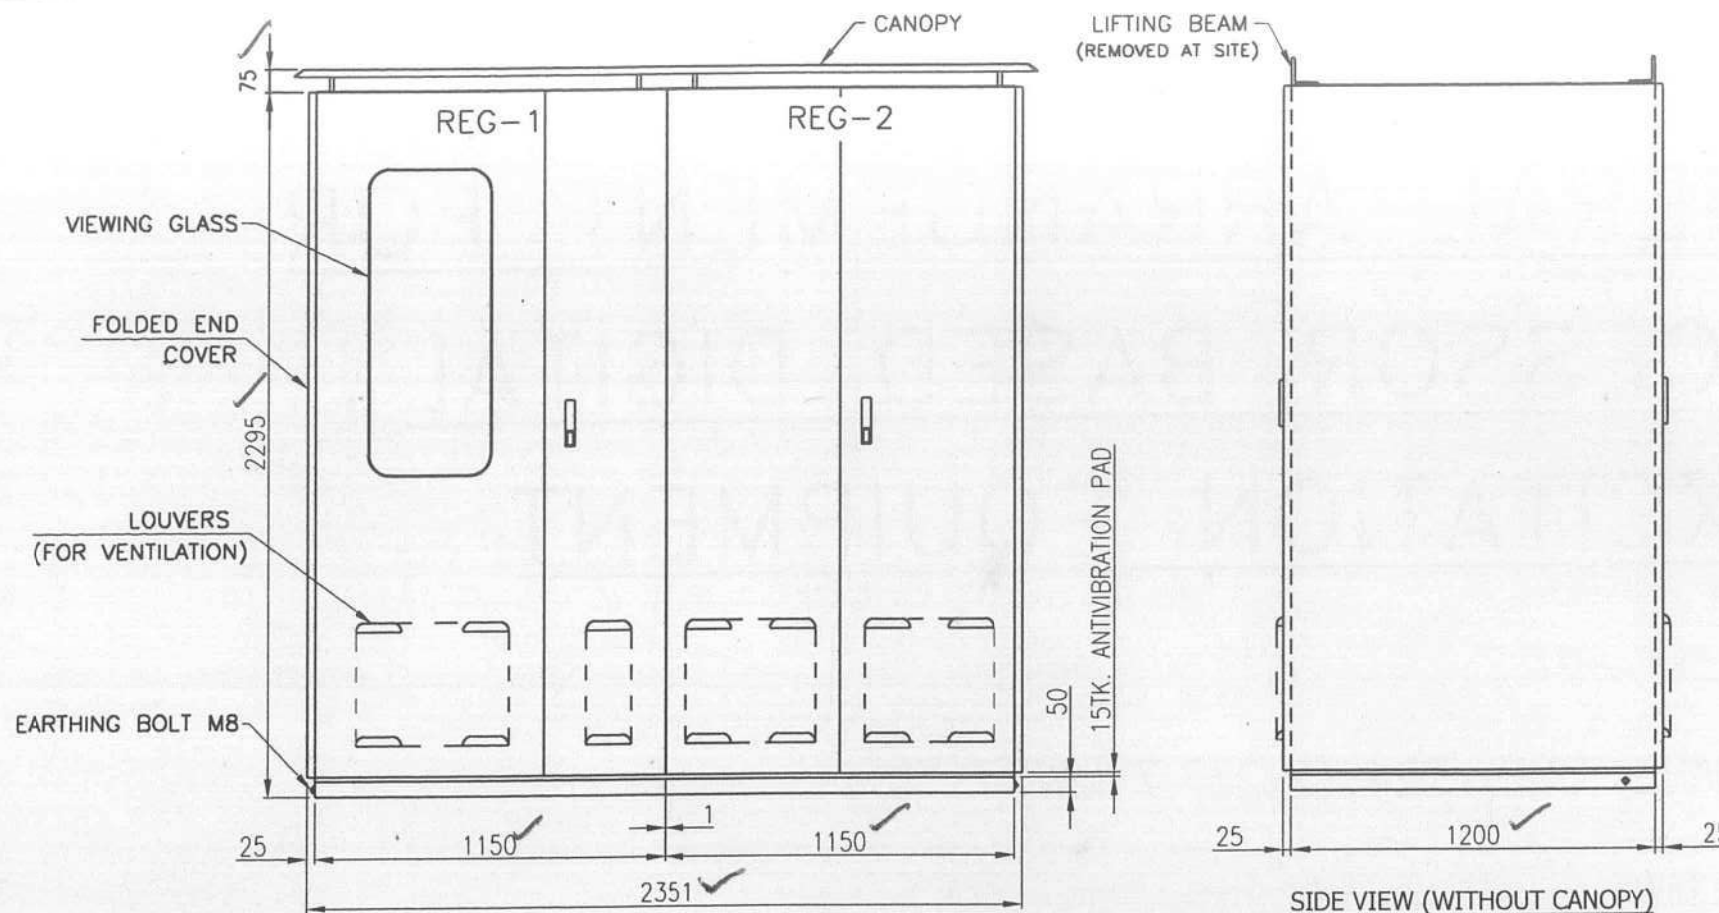 CANOPY
LIFTING BEAM
(REMOVED AT SITE)
75
REG-1
REG-2
VIEWING GLASS
FOLDED END
COVER
2295
LOUVERS
(FOR VENTILATION)
15TK. ANTIVIBRATION PAD
50
EARTHING BOLT M8
25
1150
1
1150
2351
25
1200
25
SIDE VIEW (WITHOUT CANOPY)